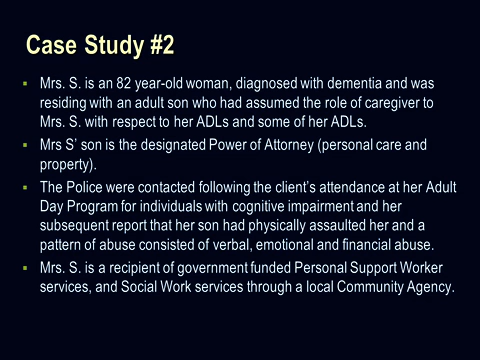 Case Study #2
▪ Mrs. S. is an 82 year-old woman, diagnosed with dementia and was
residing with an adult son who had assumed the role of caregiver to
Mrs. S. with respect to her ADLs and some of her ADLs.
▪ Mrs S’ son is the designated Power of Attorney (personal care and
property).
▪ The Police were contacted following the client’s attendance at her Adult
Day Program for individuals with cognitive impairment and her
subsequent report that her son had physically assaulted her and a
pattern of abuse consisted of verbal, emotional and financial abuse.
▪ Mrs. S. is a recipient of government funded Personal Support Worker
services, and Social Work services through a local Community Agency.